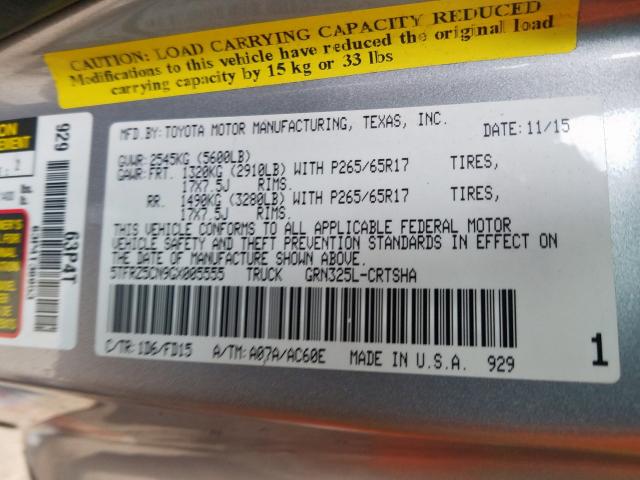 CAUTION: LOAD CARRYING CAPACITY REDUCED
Modifications to this vehicle have reduced the original load
carrying capacity by 15 kg or 33 lbs
MFD.BY: TOYOTA MOTOR MANUFACTURING, TEXAS, INC. DATE: 11/15
GVWR: 2545KG (5600LB)
GAWR: FRT. 1320KG (2910LB) WITH P265/65R17 TIRES,
17X7.5J RIMS.
RR. 1490KG (3280LB) WITH P265/65R17 TIRES,
17X7.5J RIMS.
THIS VEHICLE CONFORMS TO ALL APPLICABLE FEDERAL MOTOR
VEHICLE SAFETY AND THEFT PREVENTION STANDARDS IN EFFECT ON
THE DATE OF MANUFACTURE SHOWN ABOVE.
5TFRZ5CN9GX005555 TRUCK GRN325L-CRTSHA
C/TR: 1D6/FD15 A/TM: A07A/AC60E MADE IN U.S.A. 929
1
929
63P4T